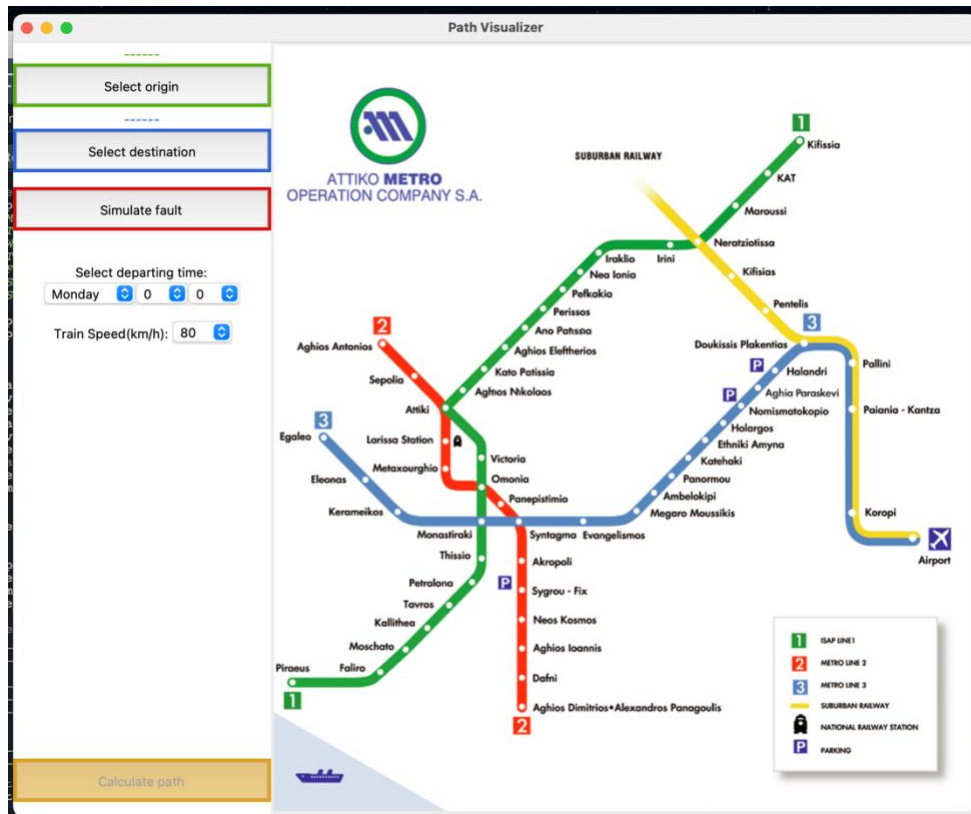 Path Visualizer
------
Select origin
------
Select destination
Simulate fault
Select departing time:
Monday 0 0
Train Speed(km/h): 80
Calculate path
ATTIKO METRO
OPERATION COMPANY S.A.
SUBURBAN RAILWAY
1
Kifissia
KAT
Maroussi
Neratziotissa
Iraklio
Irini
Nea Ionia
Kifisias
Pefkakia
Pentelis
Perissos
2
3
Ano Patissia
Aghios Antonios
Doukissis Plakentias
Aghios Eleftherios
Pallini
P
Halandri
Kato Patissia
Sepolia
Aghios Nikolaos
P
Aghia Paraskevi
Attiki
Nomismatokopio
Paiania - Kantza
3
Holargos
Egaleo
Larissa Station
Ethniki Amyna
Victoria
Katehaki
Metaxourghio
Omonia
Panormou
Eleonas
Panepistimio
Ambelokipi
Kerameikos
Megaro Moussikis
Koropi
Monastiraki
Syntagma
Evangelismos
Thissio
Akropoli
Airport
Petralona
P
Sygrou - Fix
Tavros
Kallithea
Neos Kosmos
Moschato
Aghios Ioannis
Piraeus
Faliro
Dafni
1
Aghios Dimitrios•Alexandros Panagoulis
2
1 ISAP LINE1
2 METRO LINE 2
3 METRO LINE 3
SUBURBAN RAILWAY
NATIONAL RAILWAY STATION
P PARKING